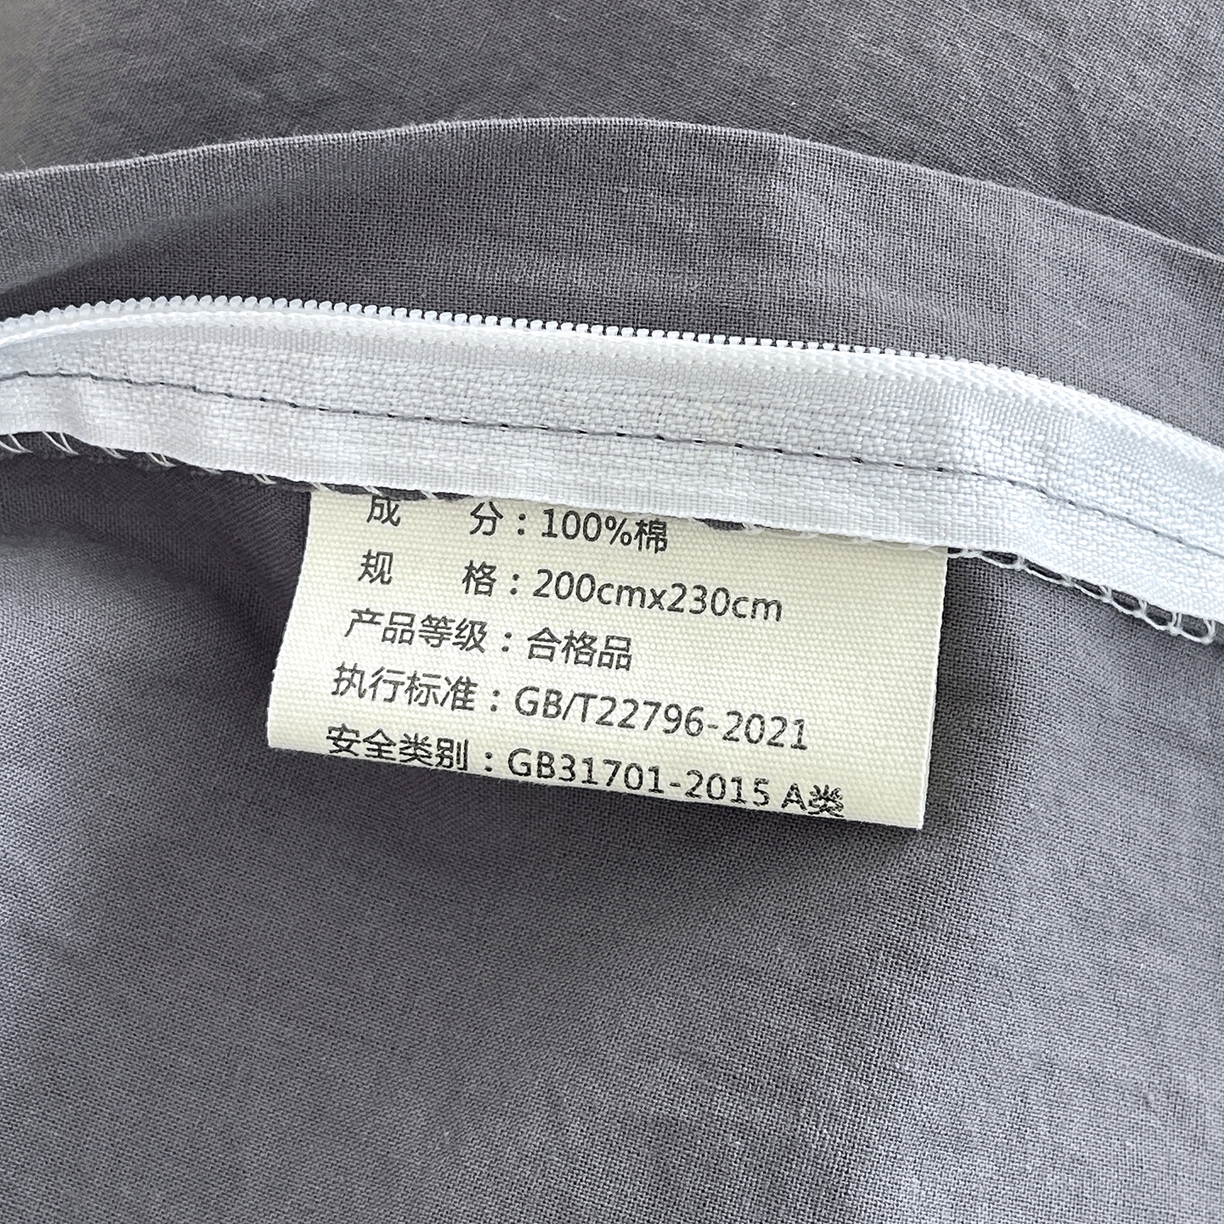 成 分：100%棉
规 格：200cmx230cm
产品等级：合格品
执行标准：GB/T22796-2021
安全类别：GB31701-2015 A类